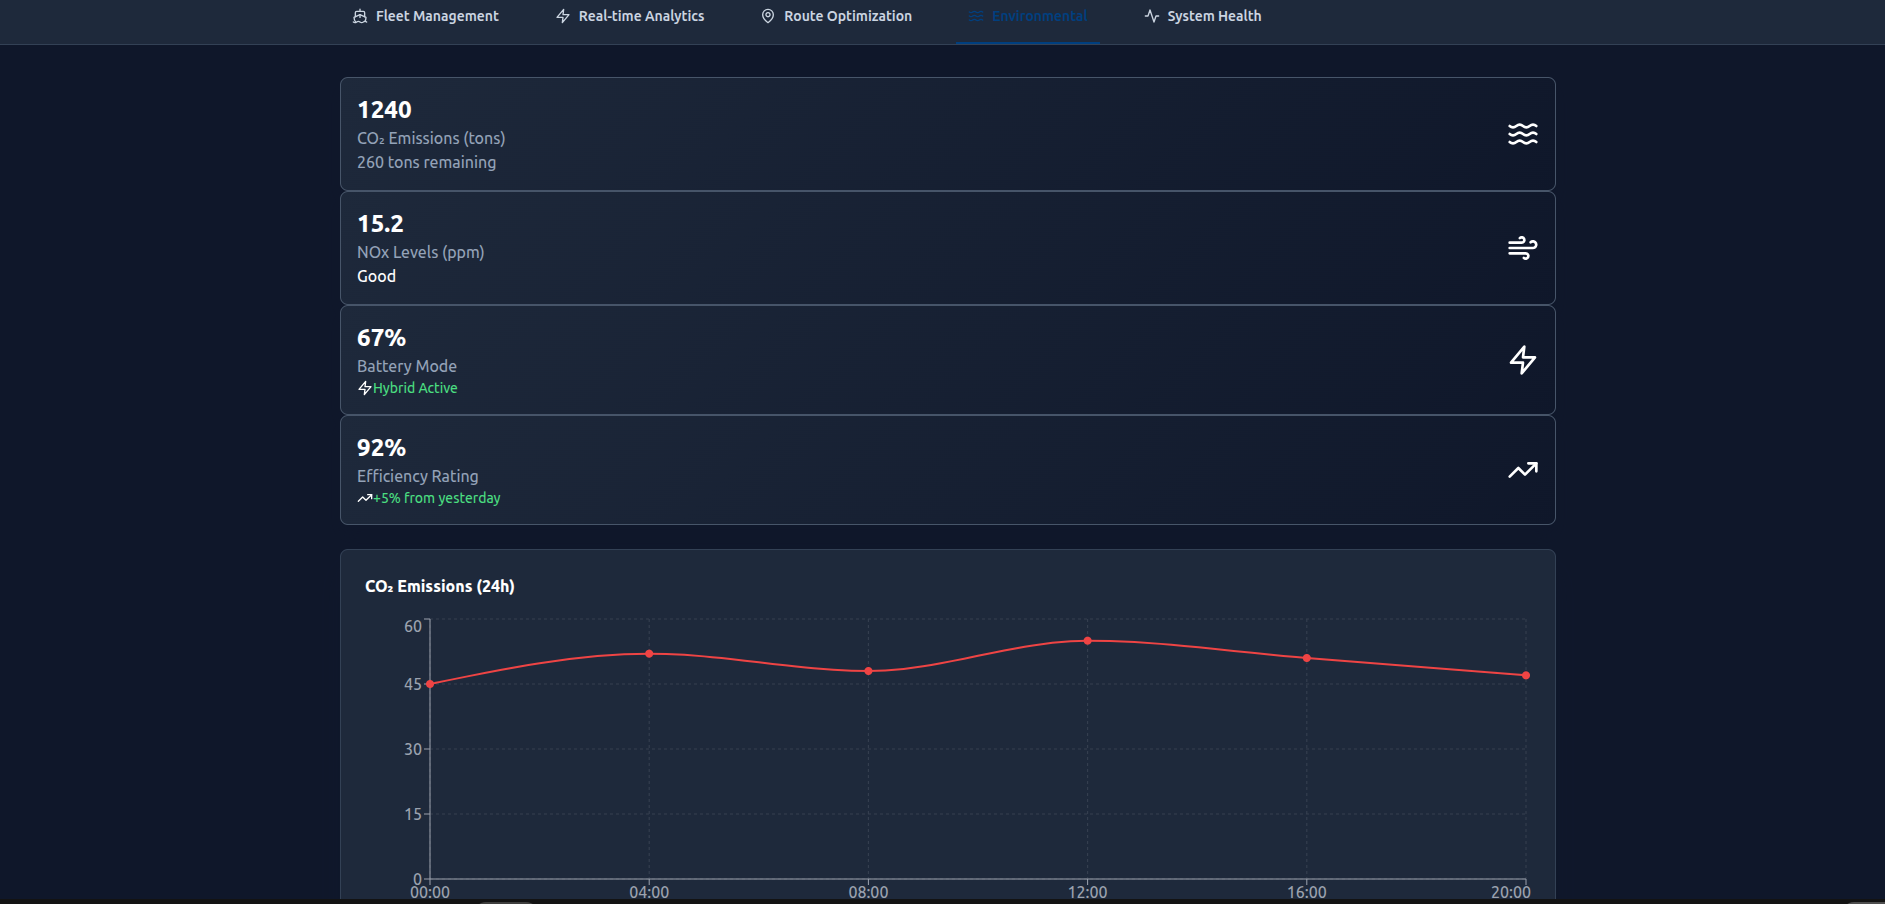 Fleet Management
Real-time Analytics
Route Optimization
Environmental
System Health
1240
CO₂ Emissions (tons)
260 tons remaining
15.2
NOx Levels (ppm)
Good
67%
Battery Mode
Hybrid Active
92%
Efficiency Rating
+5% from yesterday
CO₂ Emissions (24h)
60
45
30
15
0
00:00 04:00 08:00 12:00 16:00 20:00